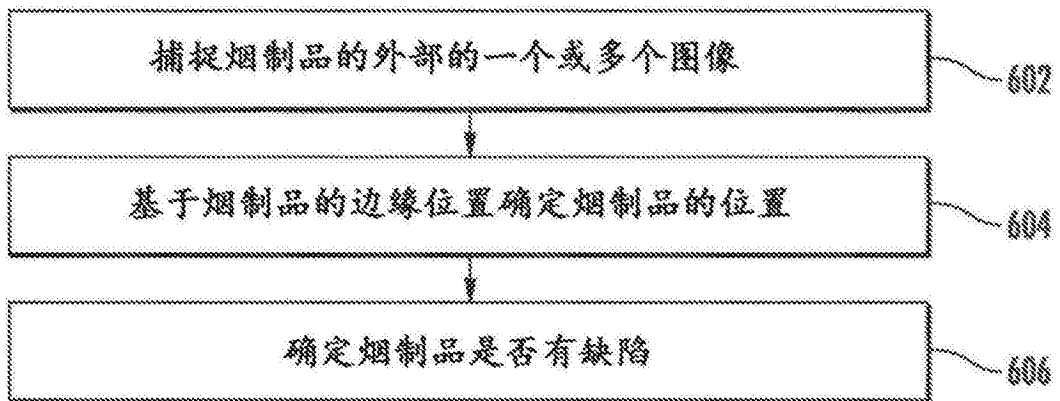 捕捉烟制品的外部的一个或多个图像
602
基于烟制品的边缘位置确定烟制品的位置
604
确定烟制品是否有缺陷
606